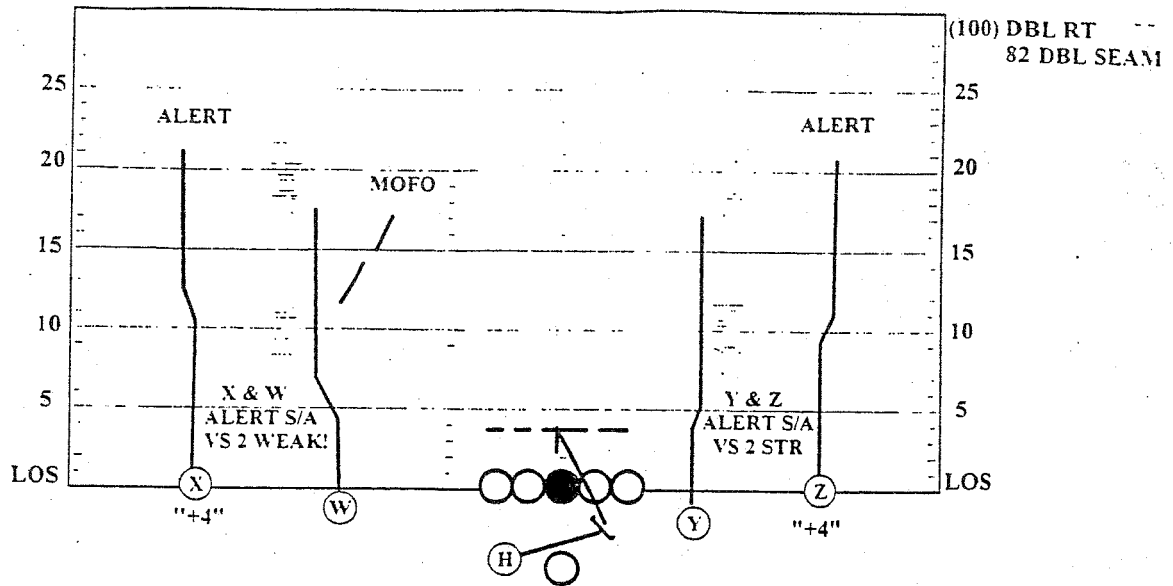 (100) DBL RT
82 DBL SEAM
25
25
ALERT
ALERT
20
20
MOFO
15
15
10
10
X & W
ALERT S/A
VS 2 WEAK!
Y & Z
ALERT S/A
VS 2 STR
5
5
LOS
LOS
X
W
Y
Z
"+4"
"+4"
H